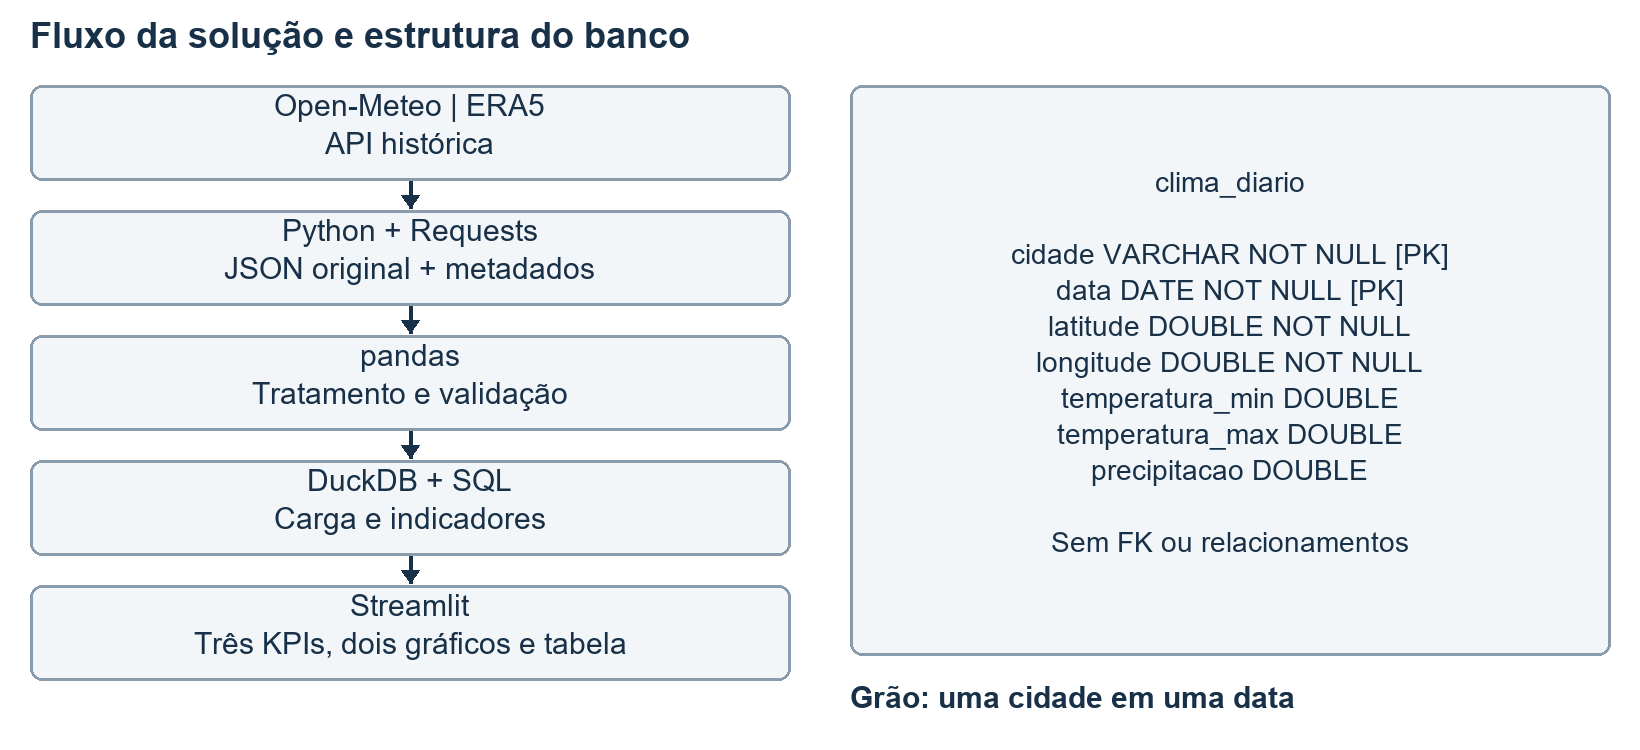 Fluxo da solução e estrutura do banco
Open-Meteo | ERA5
API histórica
Python + Requests
JSON original + metadados
pandas
Tratamento e validação
DuckDB + SQL
Carga e indicadores
Streamlit
Três KPIs, dois gráficos e tabela
clima_diario
cidade VARCHAR NOT NULL [PK]
data DATE NOT NULL [PK]
latitude DOUBLE NOT NULL
longitude DOUBLE NOT NULL
temperatura_min DOUBLE
temperatura_max DOUBLE
precipitacao DOUBLE
Sem FK ou relacionamentos
Grão: uma cidade em uma data